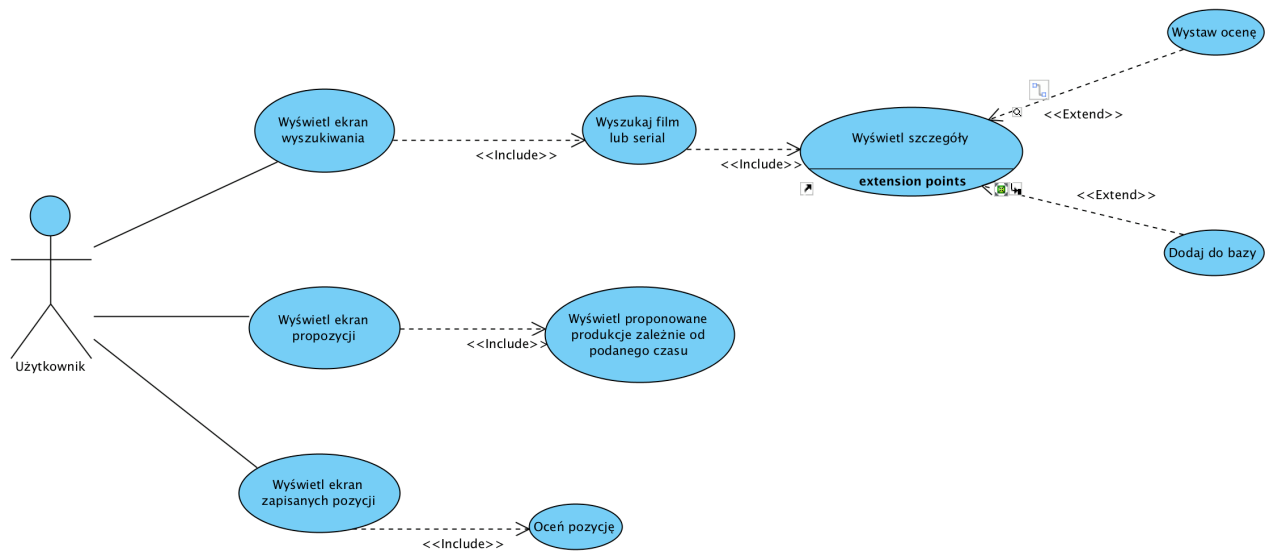 Wystaw ocenę
<<Extend>>
Wyświetl ekran
wyszukiwania
<<Include>>
Wyszukaj film
lub serial
<<Include>>
Wyświetl szczegóły
extension points
<<Extend>>
Dodaj do bazy
Użytkownik
Wyświetl ekran
propozycji
<<Include>>
Wyświetl proponowane
produkcje zależnie od
podanego czasu
Wyświetl ekran
zapisanych pozycji
<<Include>>
Oceń pozycję